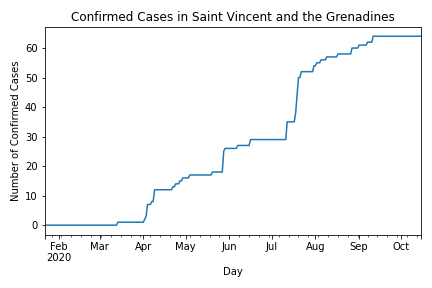 Confirmed Cases in Saint Vincent and the Grenadines
Number of Confirmed Cases
60
50
40
30
20
10
0
Feb
2020
Mar
Apr
May
Jun
Jul
Aug
Sep
Oct
Day